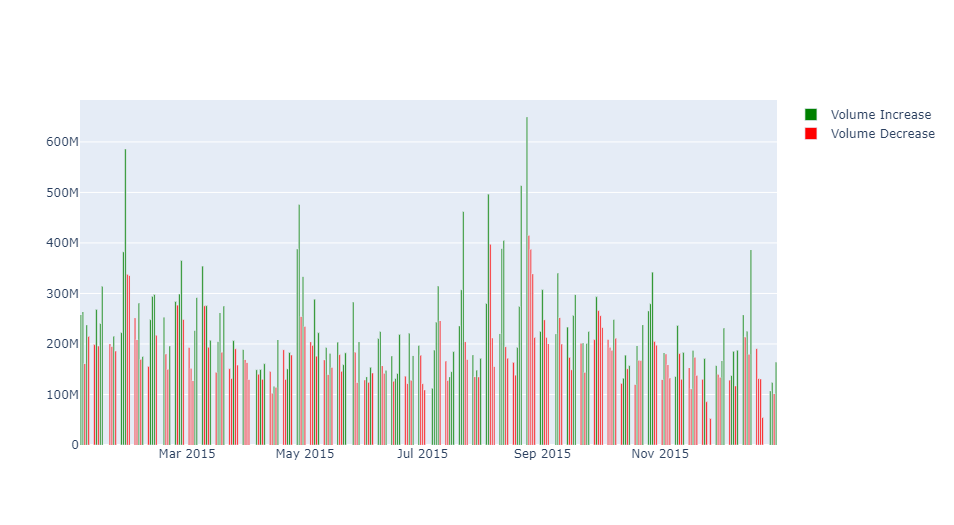 Volume Increase
Volume Decrease
600M
500M
400M
300M
200M
100M
0
Mar 2015
May 2015
Jul 2015
Sep 2015
Nov 2015